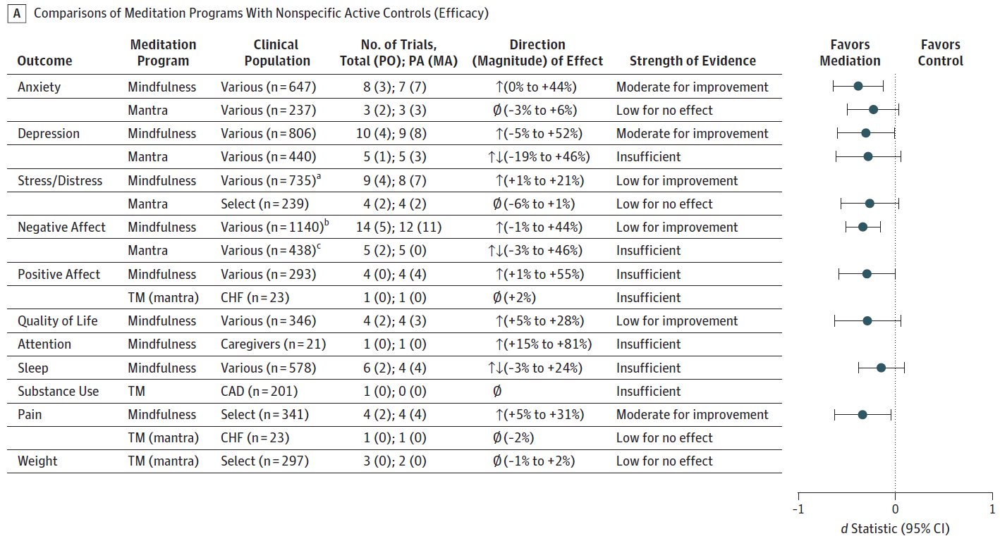 A Comparisons of Meditation Programs With Nonspecific Active Controls (Efficacy)
Outcome Meditation Program Clinical Population No. of Trials, Total (PO); PA (MA) Direction (Magnitude) of Effect Strength of Evidence Favors Mediation Favors Control
Anxiety Mindfulness Various (n=647) 8 (3); 7 (7) ↑(0% to +44%) Moderate for improvement
Mantra Various (n=237) 3 (2); 3 (3) Ø(-3% to +6%) Low for no effect
Depression Mindfulness Various (n=806) 10 (4); 9 (8) ↑(-5% to +52%) Moderate for improvement
Mantra Various (n=440) 5 (1); 5 (3) ↑↓(-19% to +46%) Insufficient
Stress/Distress Mindfulness Various (n=735)a 9 (4); 8 (7) ↑(+1% to +21%) Low for improvement
Mantra Select (n=239) 4 (2); 4 (2) Ø(-6% to +1%) Low for no effect
Negative Affect Mindfulness Various (n=1140)b 14 (5); 12 (11) ↑(-1% to +44%) Low for improvement
Mantra Various (n=438)c 5 (2); 5 (0) ↑↓(-3% to +46%) Insufficient
Positive Affect Mindfulness Various (n=293) 4 (0); 4 (4) ↑(+1% to +55%) Insufficient
TM (mantra) CHF (n=23) 1 (0); 1 (0) Ø(+2%) Insufficient
Quality of Life Mindfulness Various (n=346) 4 (2); 4 (3) ↑(+5% to +28%) Low for improvement
Attention Mindfulness Caregivers (n=21) 1 (0); 1 (0) ↑(+15% to +81%) Insufficient
Sleep Mindfulness Various (n=578) 6 (2); 4 (4) ↑↓(-3% to +24%) Insufficient
Substance Use TM CAD (n=201) 1 (0); 0 (0) Ø Insufficient
Pain Mindfulness Select (n=341) 4 (2); 4 (4) ↑(+5% to +31%) Moderate for improvement
TM (mantra) CHF (n=23) 1 (0); 1 (0) Ø(-2%) Low for no effect
Weight TM (mantra) Select (n=297) 3 (0); 2 (0) Ø(-1% to +2%) Low for no effect
-1 0 1
d Statistic (95% CI)